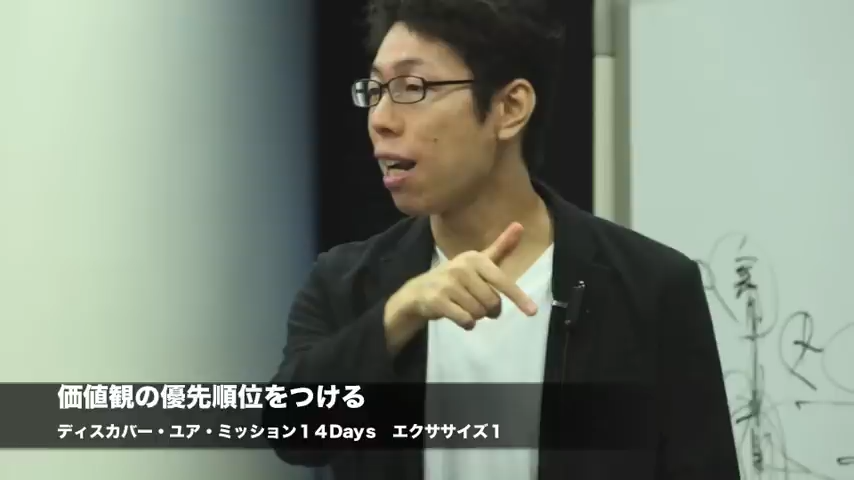 価値観の優先順位をつける
ディスカバー・ユア・ミッション１４Days　エクササイズ１